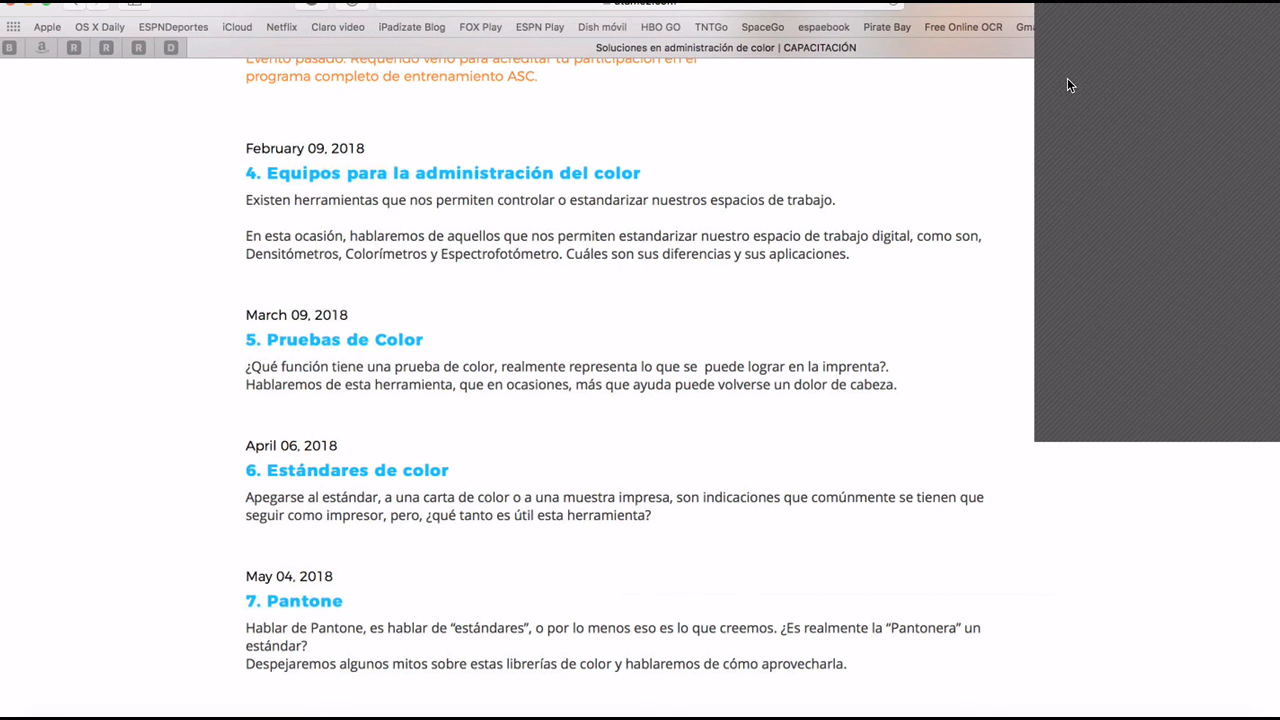 Apple OS X Daily ESPNDeportes iCloud Netflix Claro video iPadizate Blog FOX Play ESPN Play Dish móvil HBO GO TNTGo SpaceGo espaebook Pirate Bay Free Online OCR
B a R R R D Soluciones en administración de color | CAPACITACIÓN
Evento pasado. Requerido verlo para acreditar tu participación en el
programa completo de entrenamiento ASC.
February 09, 2018
4. Equipos para la administración del color
Existen herramientas que nos permiten controlar o estandarizar nuestros espacios de trabajo.
En esta ocasión, hablaremos de aquellos que nos permiten estandarizar nuestro espacio de trabajo digital, como son,
Densitómetros, Colorímetros y Espectrofotómetro. Cuáles son sus diferencias y sus aplicaciones.
March 09, 2018
5. Pruebas de Color
¿Qué función tiene una prueba de color, realmente representa lo que se puede lograr en la imprenta?.
Hablaremos de esta herramienta, que en ocasiones, más que ayuda puede volverse un dolor de cabeza.
April 06, 2018
6. Estándares de color
Apegarse al estándar, a una carta de color o a una muestra impresa, son indicaciones que comúnmente se tienen que
seguir como impresor, pero, ¿qué tanto es útil esta herramienta?
May 04, 2018
7. Pantone
Hablar de Pantone, es hablar de “estándares”, o por lo menos eso es lo que creemos. ¿Es realmente la “Pantonera” un
estándar?
Despejaremos algunos mitos sobre estas librerías de color y hablaremos de cómo aprovecharla.